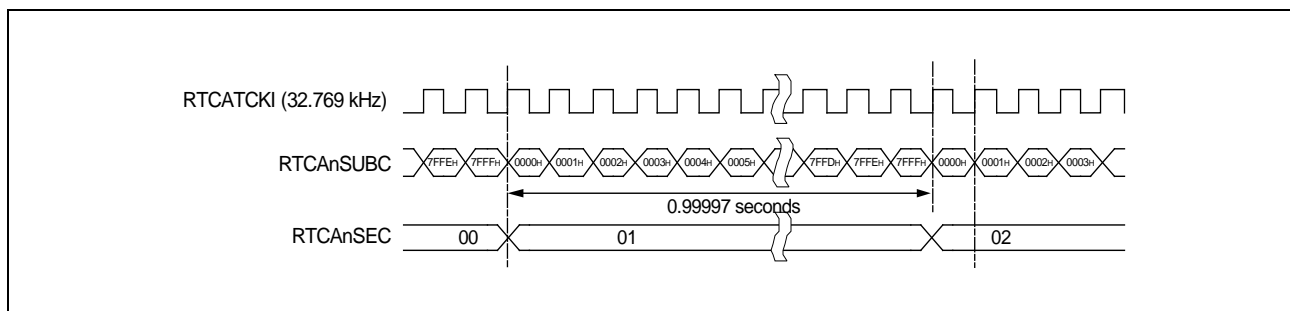 RTCATCKI (32.769 kHz)
RTCAnSUBC
7FFEH 7FFFH 0000H 0001H 0002H 0003H 0004H 0005H 7FFDH 7FFEH 7FFFH 0000H 0001H 0002H 0003H
0.99997 seconds
RTCAnSEC
00 01 02